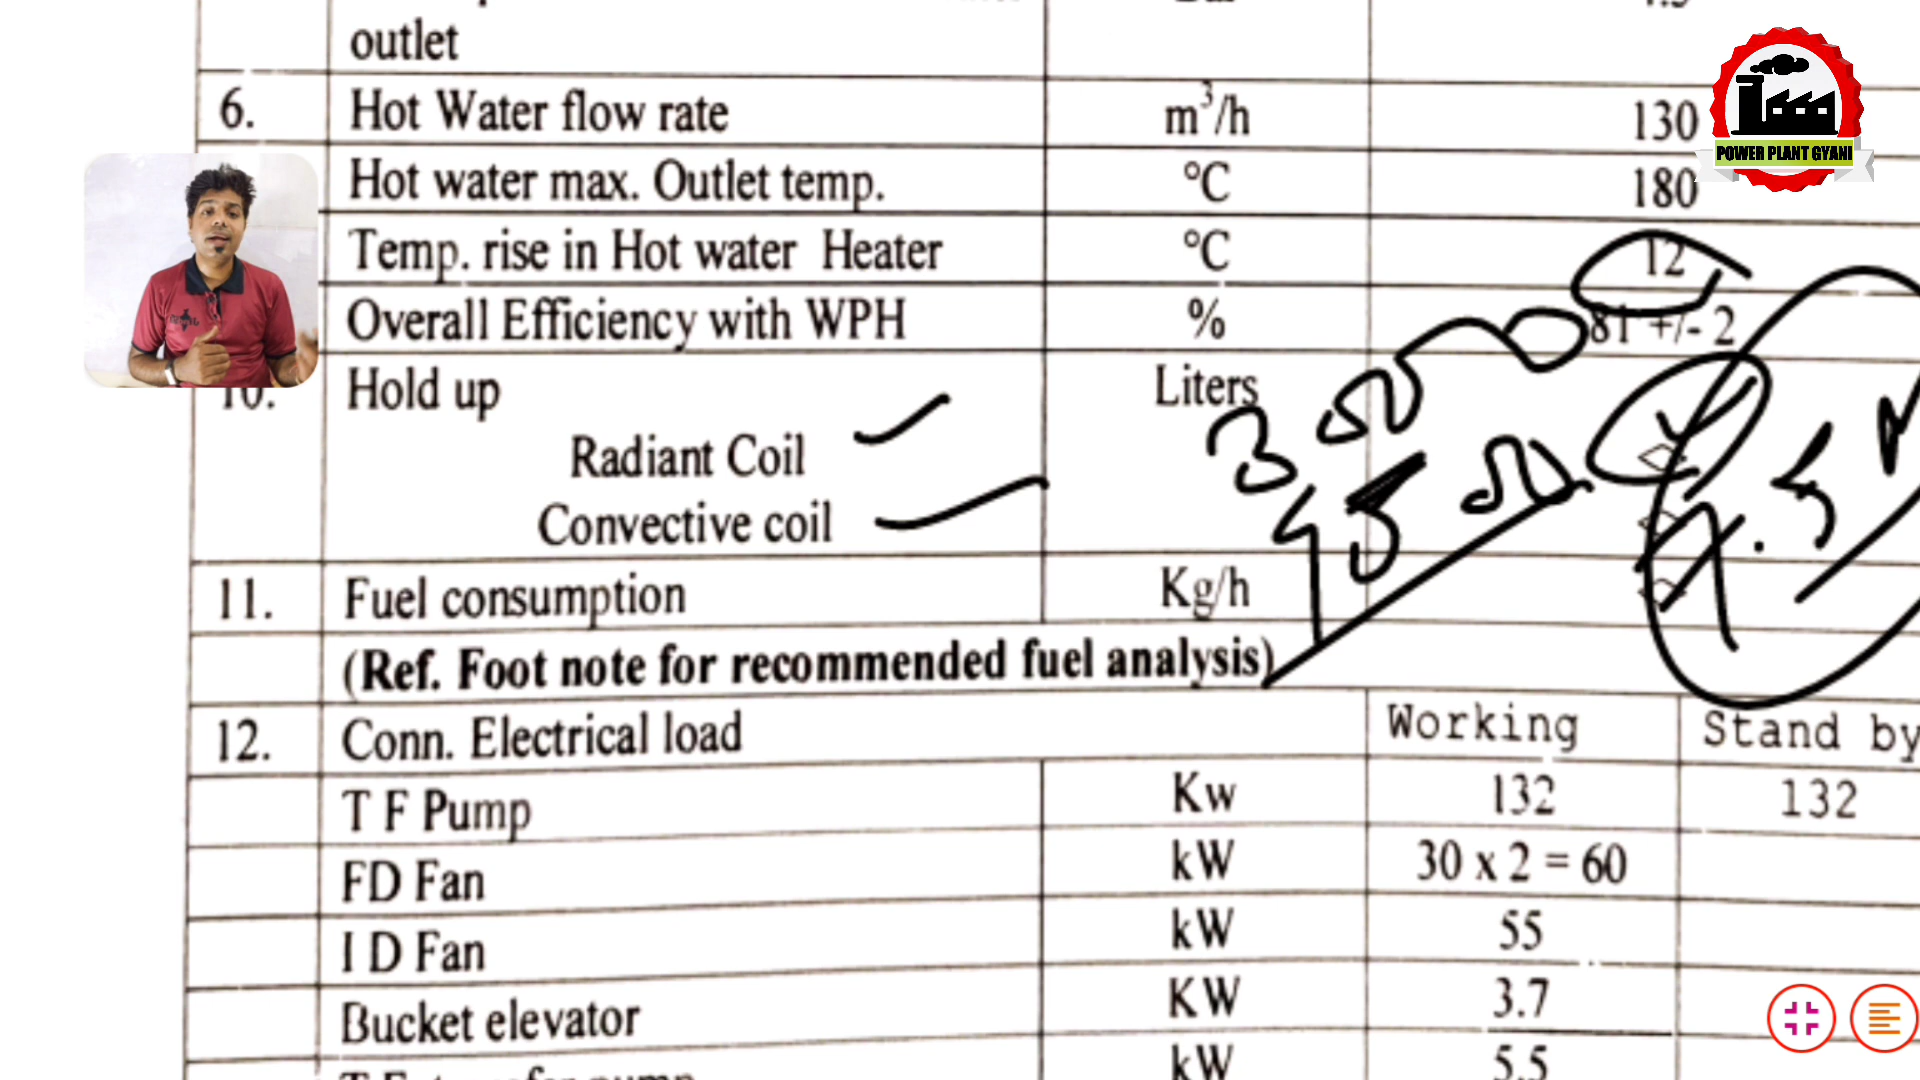 outlet
6. Hot Water flow rate m³/h 130
Hot water max. Outlet temp. °C 180
Temp. rise in Hot water Heater °C 12
Overall Efficiency with WPH % 81 +/- 2
10. Hold up Liters
Radiant Coil
Convective coil
11. Fuel consumption Kg/h
(Ref. Foot note for recommended fuel analysis)
12. Conn. Electrical load Working Stand by
T F Pump Kw 132 132
FD Fan kW 30 x 2 = 60
I D Fan kW 55
Bucket elevator KW 3.7
kW 5.5
POWER PLANT GYANI